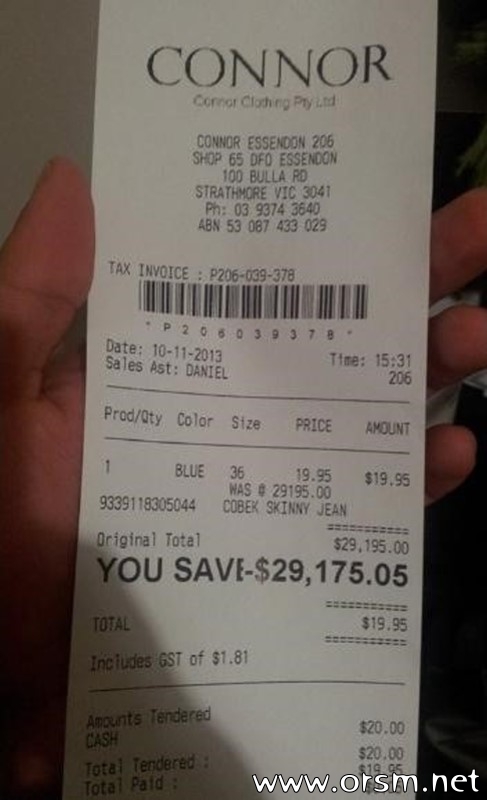 CONNOR
Connor Clothing Pty Ltd
CONNOR ESSENDON 206
SHOP 65 DFO ESSENDON
100 BULLA RD
STRATHMORE VIC 3041
Ph: 03 9374 3640
ABN 53 087 433 029
TAX INVOICE : P206-039-378
* P 2 0 6 0 3 9 3 7 8 *
Date: 10-11-2013 Time: 15:31
Sales Ast: DANIEL 206
Prod/Qty Color Size PRICE AMOUNT
1 BLUE 36 19.95 $19.95
WAS @ 29195.00
9339118305044 COBEK SKINNY JEAN
===========
Original Total $29,195.00
YOU SAVE-$29,175.05
===========
TOTAL $19.95
===========
Includes GST of $1.81
Amounts Tendered
CASH $20.00
Total Tendered : $20.00
Total Paid : $19.95
www.orsm.net